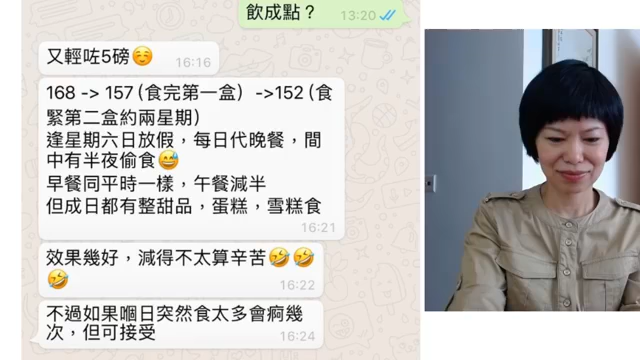 飲成點？
13:20
又輕咗5磅☺️
16:16
168 -> 157 (食完第一盒）->152 (食
緊第二盒約兩星期）
逢星期六日放假，每日代晚餐，間
中有半夜偷食😅
早餐同平時一樣，午餐減半
但成日都有整甜品，蛋糕，雪糕食
16:21
效果幾好，減得不太算辛苦🤣🤣
🤣
16:22
不過如果嗰日突然食太多會痾幾
次，但可接受
16:24